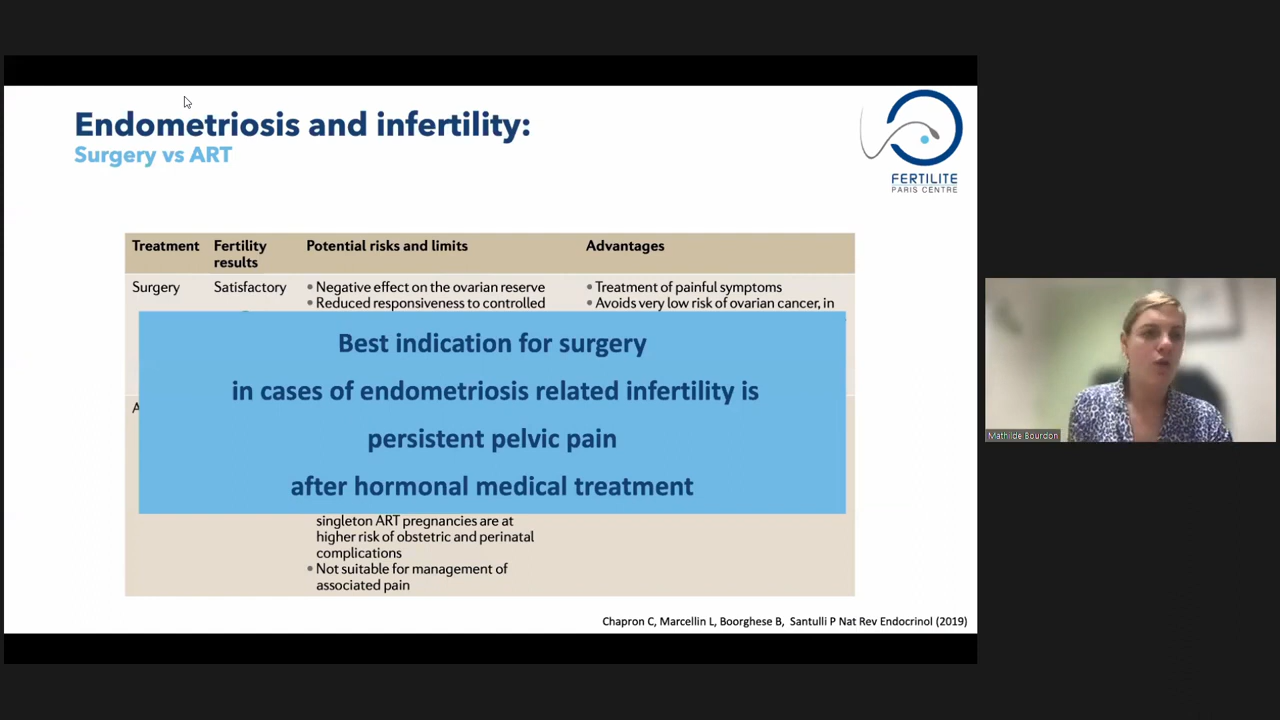 Endometriosis and infertility:
Surgery vs ART
FERTILITE
PARIS CENTRE
Treatment Fertility results Potential risks and limits Advantages
Surgery Satisfactory
• Negative effect on the ovarian reserve
• Reduced responsiveness to controlled
• Treatment of painful symptoms
• Avoids very low risk of ovarian cancer, in
Best indication for surgery
in cases of endometriosis related infertility is
persistent pelvic pain
after hormonal medical treatment
singleton ART pregnancies are at
higher risk of obstetric and perinatal
complications
• Not suitable for management of
associated pain
Chapron C, Marcellin L, Boorghese B, Santulli P Nat Rev Endocrinol (2019)
Mathilde Bourdon